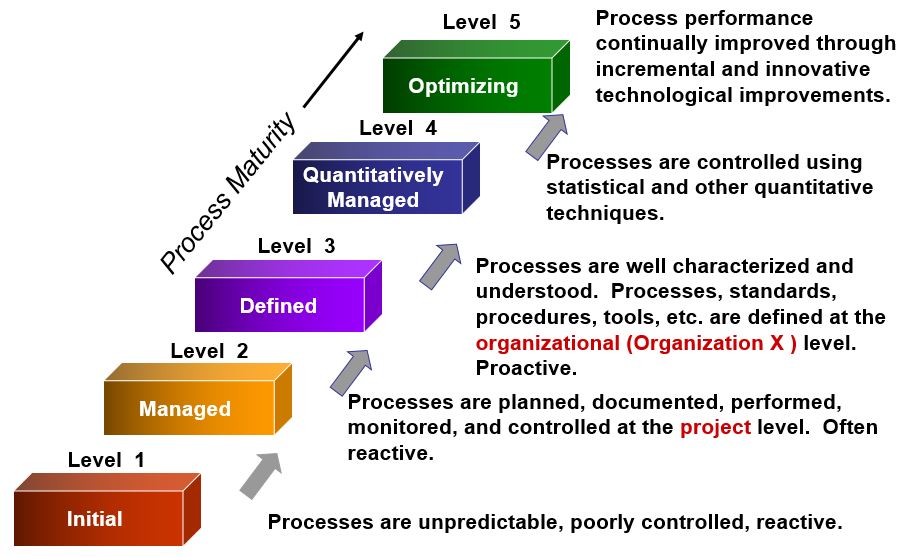 Level 5
Optimizing
Process performance
continually improved through
incremental and innovative
technological improvements.
Process Maturity
Level 4
Quantitatively
Managed
Processes are controlled using
statistical and other quantitative
techniques.
Level 3
Defined
Processes are well characterized and
understood. Processes, standards,
procedures, tools, etc. are defined at the
organizational (Organization X ) level.
Proactive.
Level 2
Managed
Processes are planned, documented, performed,
monitored, and controlled at the project level. Often
reactive.
Level 1
Initial
Processes are unpredictable, poorly controlled, reactive.